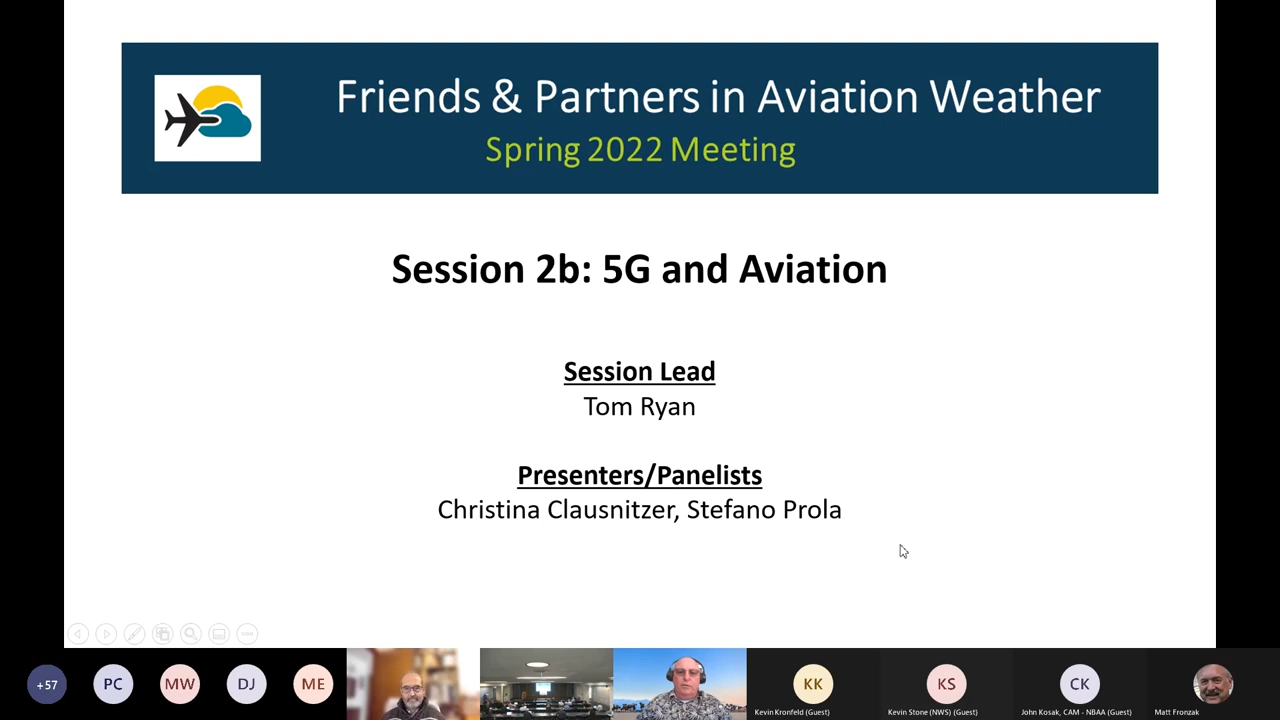 Friends & Partners in Aviation Weather
Spring 2022 Meeting
Session 2b: 5G and Aviation
Session Lead
Tom Ryan
Presenters/Panelists
Christina Clausnitzer, Stefano Prola
+57
PC
MW
DJ
ME
KK
KS
CK
Kevin Kronfeld (Guest)
Kevin Stone (NWS) (Guest)
John Kosak, CAM - NBAA (Guest)
Matt Fronzak